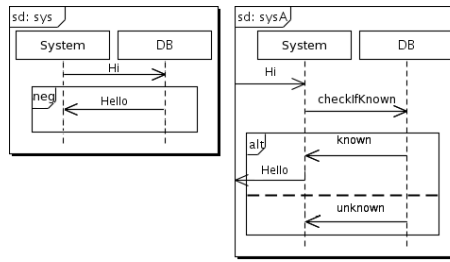 sd: sys
System
DB
Hi
neg
Hello
sd: sysA
System
DB
Hi
checkIfKnown
alt
known
Hello
unknown